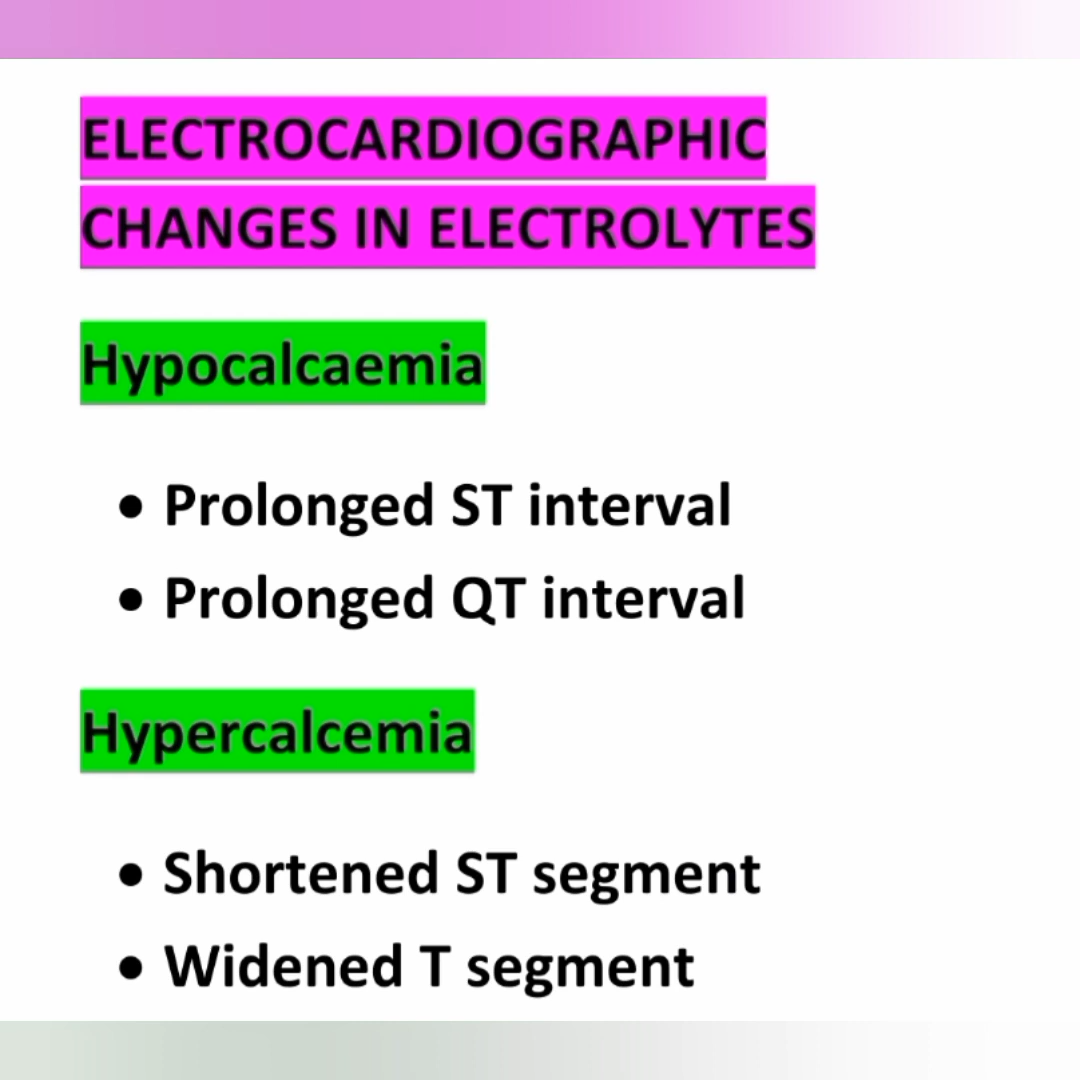 ELECTROCARDIOGRAPHIC
CHANGES IN ELECTROLYTES
Hypocalcaemia
• Prolonged ST interval
• Prolonged QT interval
Hypercalcemia
• Shortened ST segment
• Widened T segment